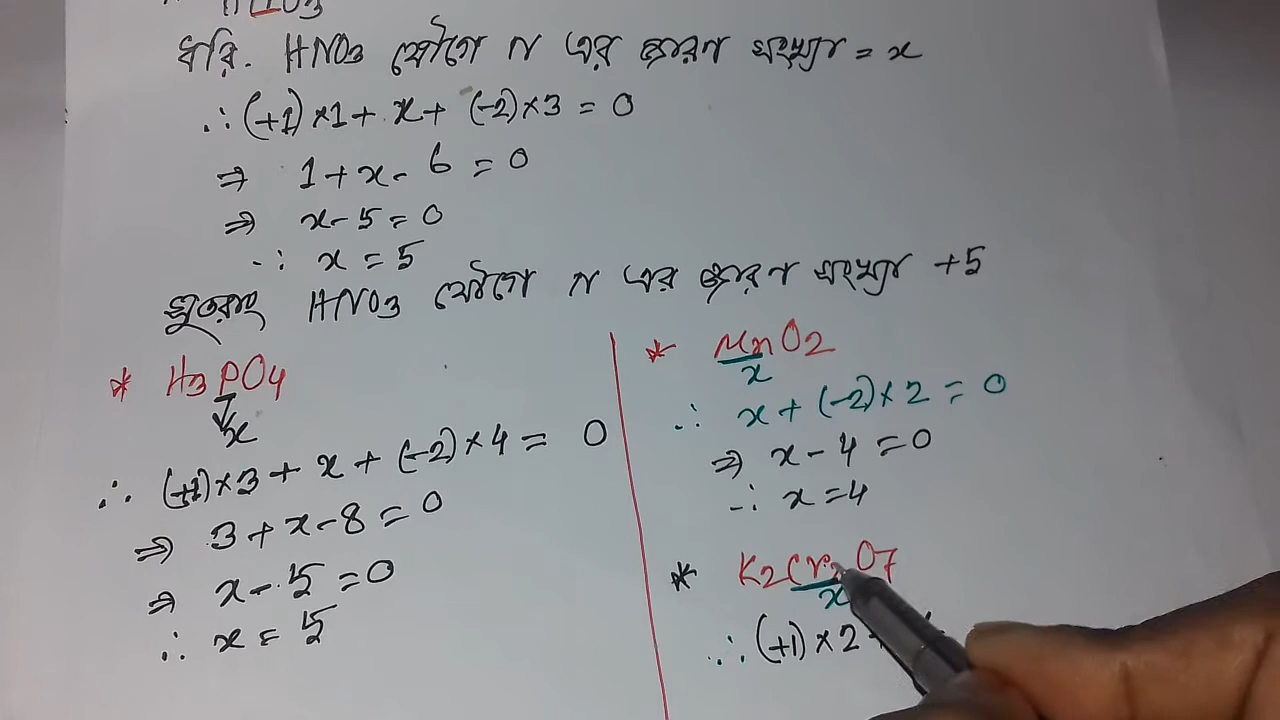 ধরি. HNO3 যৌগে N এর জারন সংখ্যা = x
∴ (+1)×1+ x+ (-2)×3 = 0
⇒ 1+x- 6 = 0
⇒ x-5 = 0
∴ x = 5
সুতরাং HNO3 যৌগে N এর জারন সংখ্যা +5
* H3PO4
x
∴ (+1)×3+ x + (-2)×4 = 0
⇒ 3+x-8 = 0
⇒ x-5 = 0
∴ x = 5
* MnO2
x
∴ x + (-2)×2 = 0
⇒ x-4 = 0
∴ x = 4
* K2Cr2O7
x
∴ (+1)×2